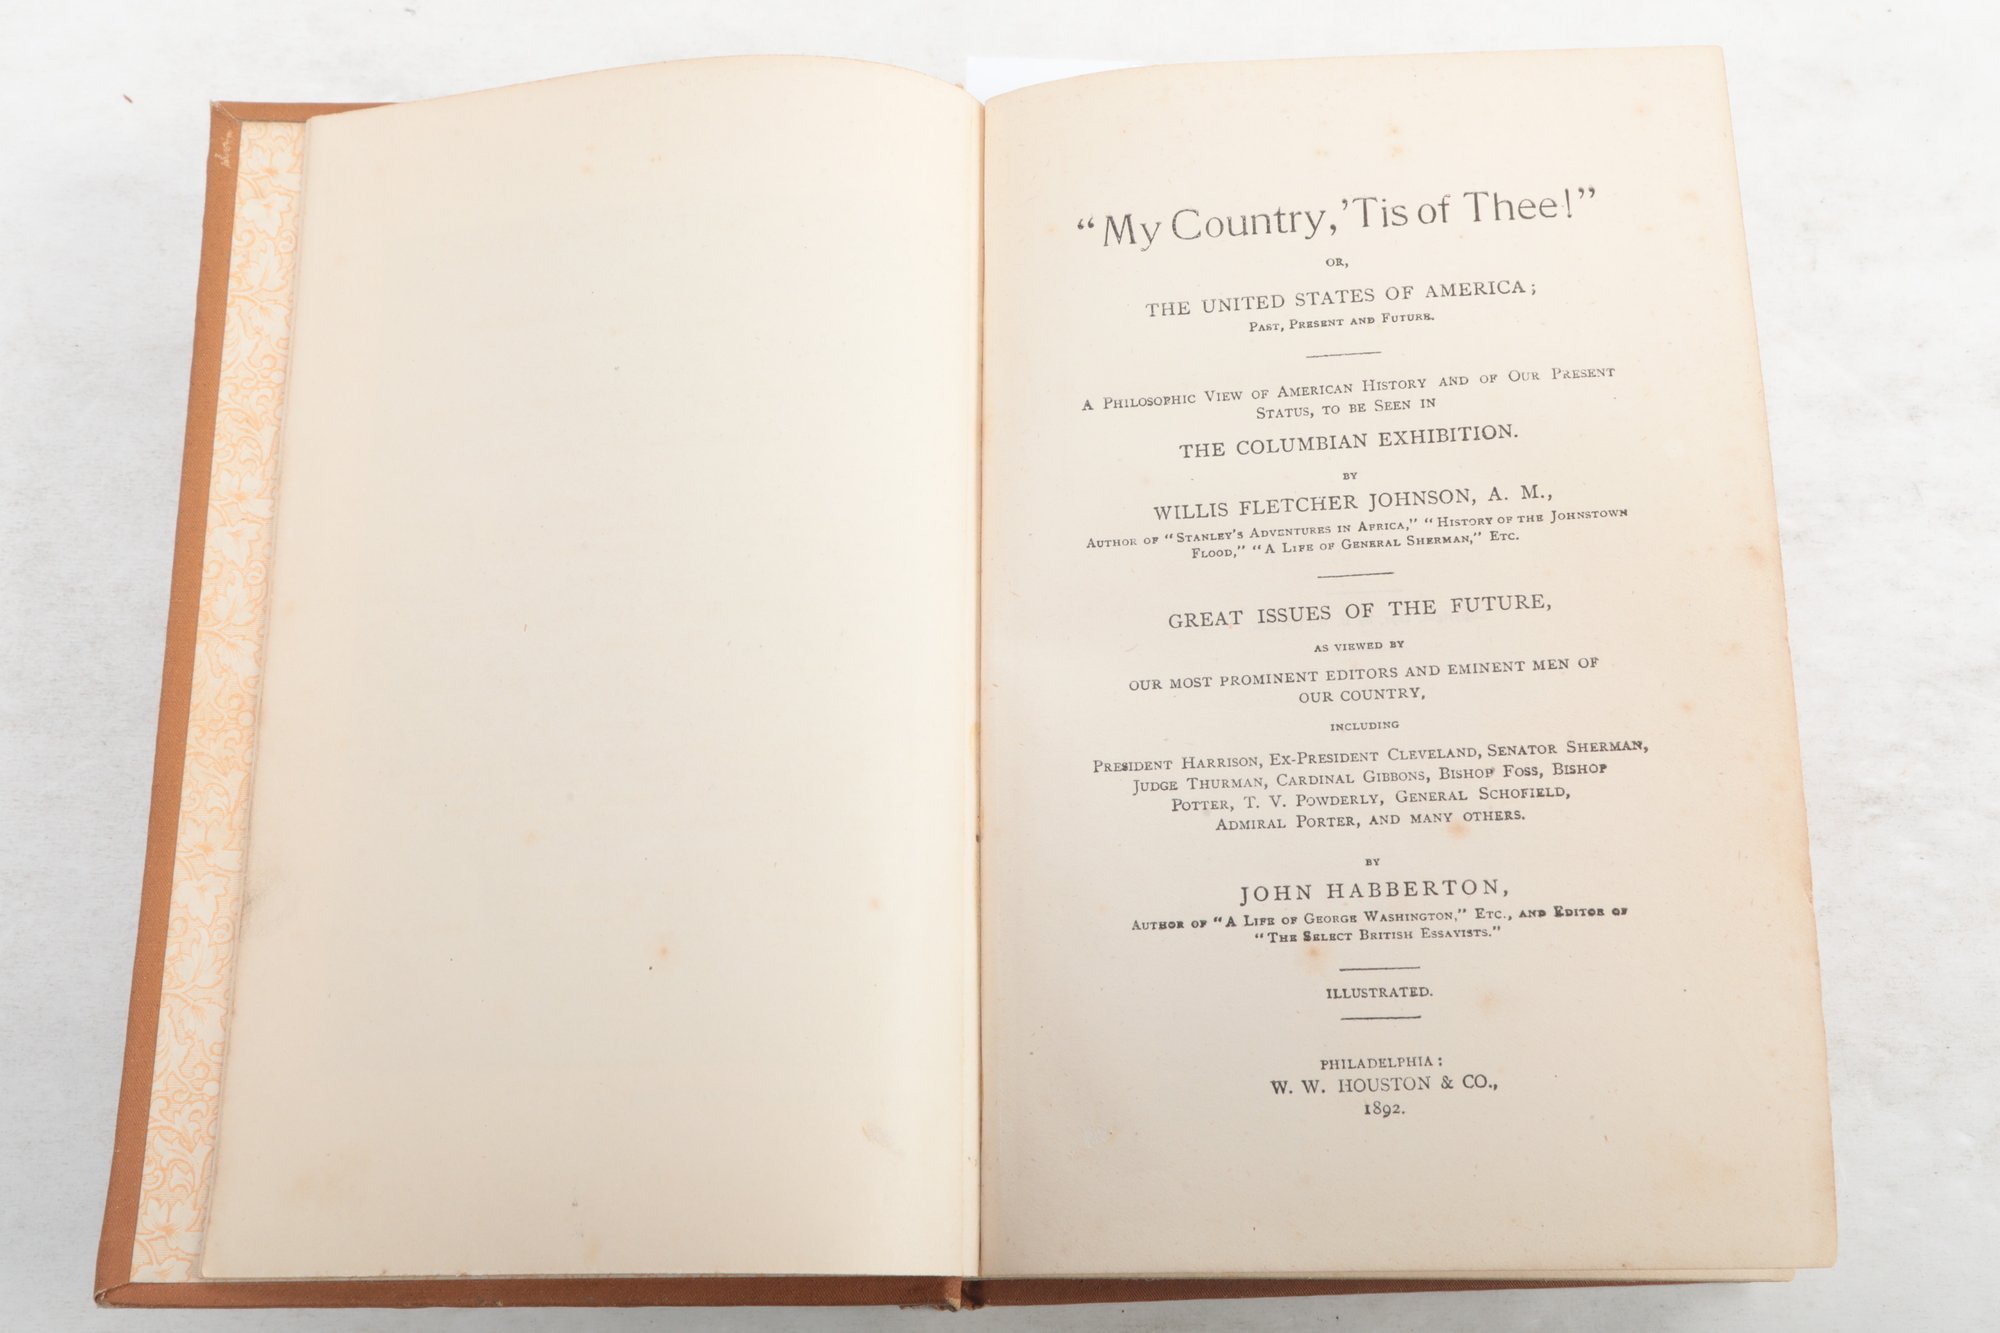 “My Country, ’Tis of Thee!”
OR,
THE UNITED STATES OF AMERICA;
PAST, PRESENT AND FUTURE.
A PHILOSOPHIC VIEW OF AMERICAN HISTORY AND OF OUR PRESENT
STATUS, TO BE SEEN IN
THE COLUMBIAN EXHIBITION.
BY
WILLIS FLETCHER JOHNSON, A. M.,
AUTHOR OF “STANLEY’S ADVENTURES IN AFRICA,” “HISTORY OF THE JOHNSTOWN
FLOOD,” “A LIFE OF GENERAL SHERMAN,” ETC.
GREAT ISSUES OF THE FUTURE,
AS VIEWED BY
OUR MOST PROMINENT EDITORS AND EMINENT MEN OF
OUR COUNTRY,
INCLUDING
PRESIDENT HARRISON, EX-PRESIDENT CLEVELAND, SENATOR SHERMAN,
JUDGE THURMAN, CARDINAL GIBBONS, BISHOP FOSS, BISHOP
POTTER, T. V. POWDERLY, GENERAL SCHOFIELD,
ADMIRAL PORTER, AND MANY OTHERS.
BY
JOHN HABBERTON,
AUTHOR OF “A LIFE OF GEORGE WASHINGTON,” ETC., AND EDITOR OF
“THE SELECT BRITISH ESSAYISTS.”
ILLUSTRATED.
PHILADELPHIA:
W. W. HOUSTON & CO.,
1892.